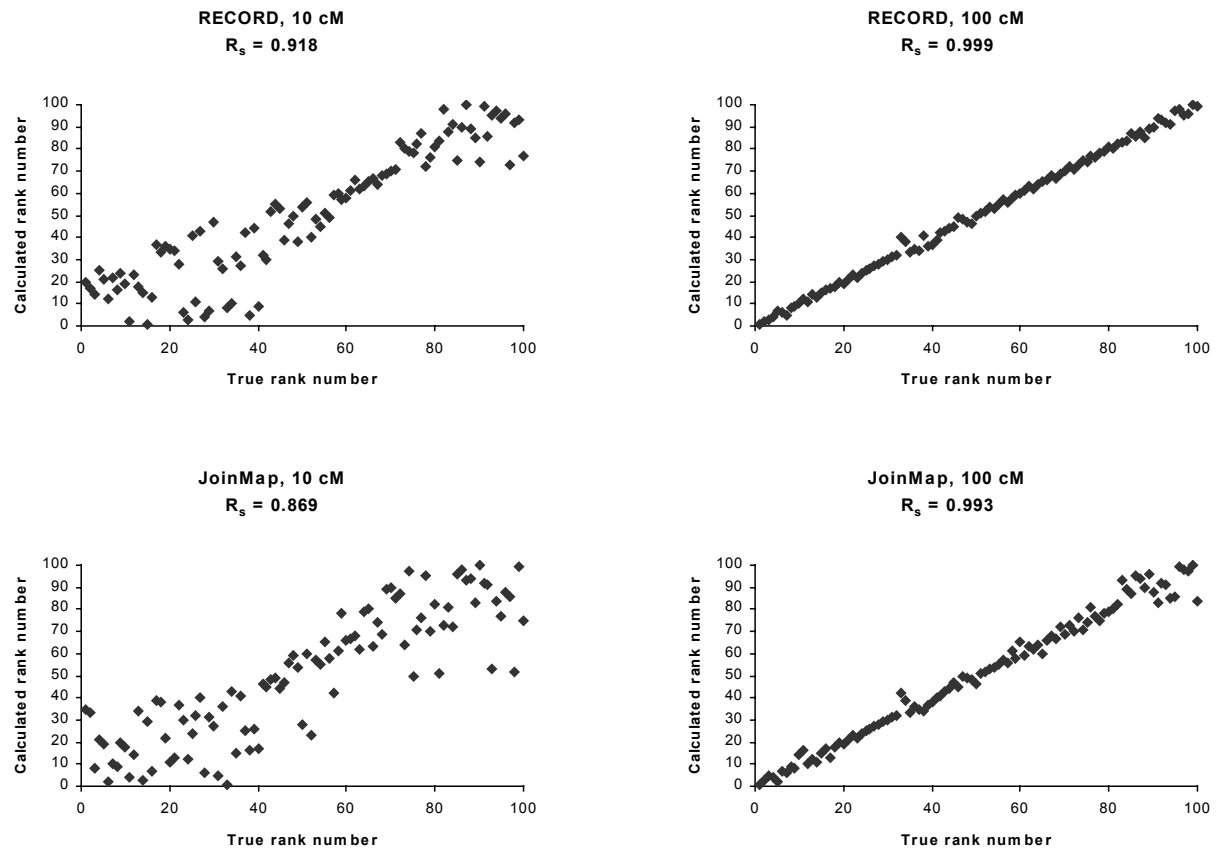 RECORD, 10 cM
Rs = 0.918
100
90
80
70
60
50
40
30
20
10
0
Calculated rank number
0 20 40 60 80 100
True rank number
RECORD, 100 cM
Rs = 0.999
100
90
80
70
60
50
40
30
20
10
0
Calculated rank number
0 20 40 60 80 100
True rank number
JoinMap, 10 cM
Rs = 0.869
100
90
80
70
60
50
40
30
20
10
0
Calculated rank number
0 20 40 60 80 100
True rank number
JoinMap, 100 cM
Rs = 0.993
100
90
80
70
60
50
40
30
20
10
0
Calculated rank number
0 20 40 60 80 100
True rank number